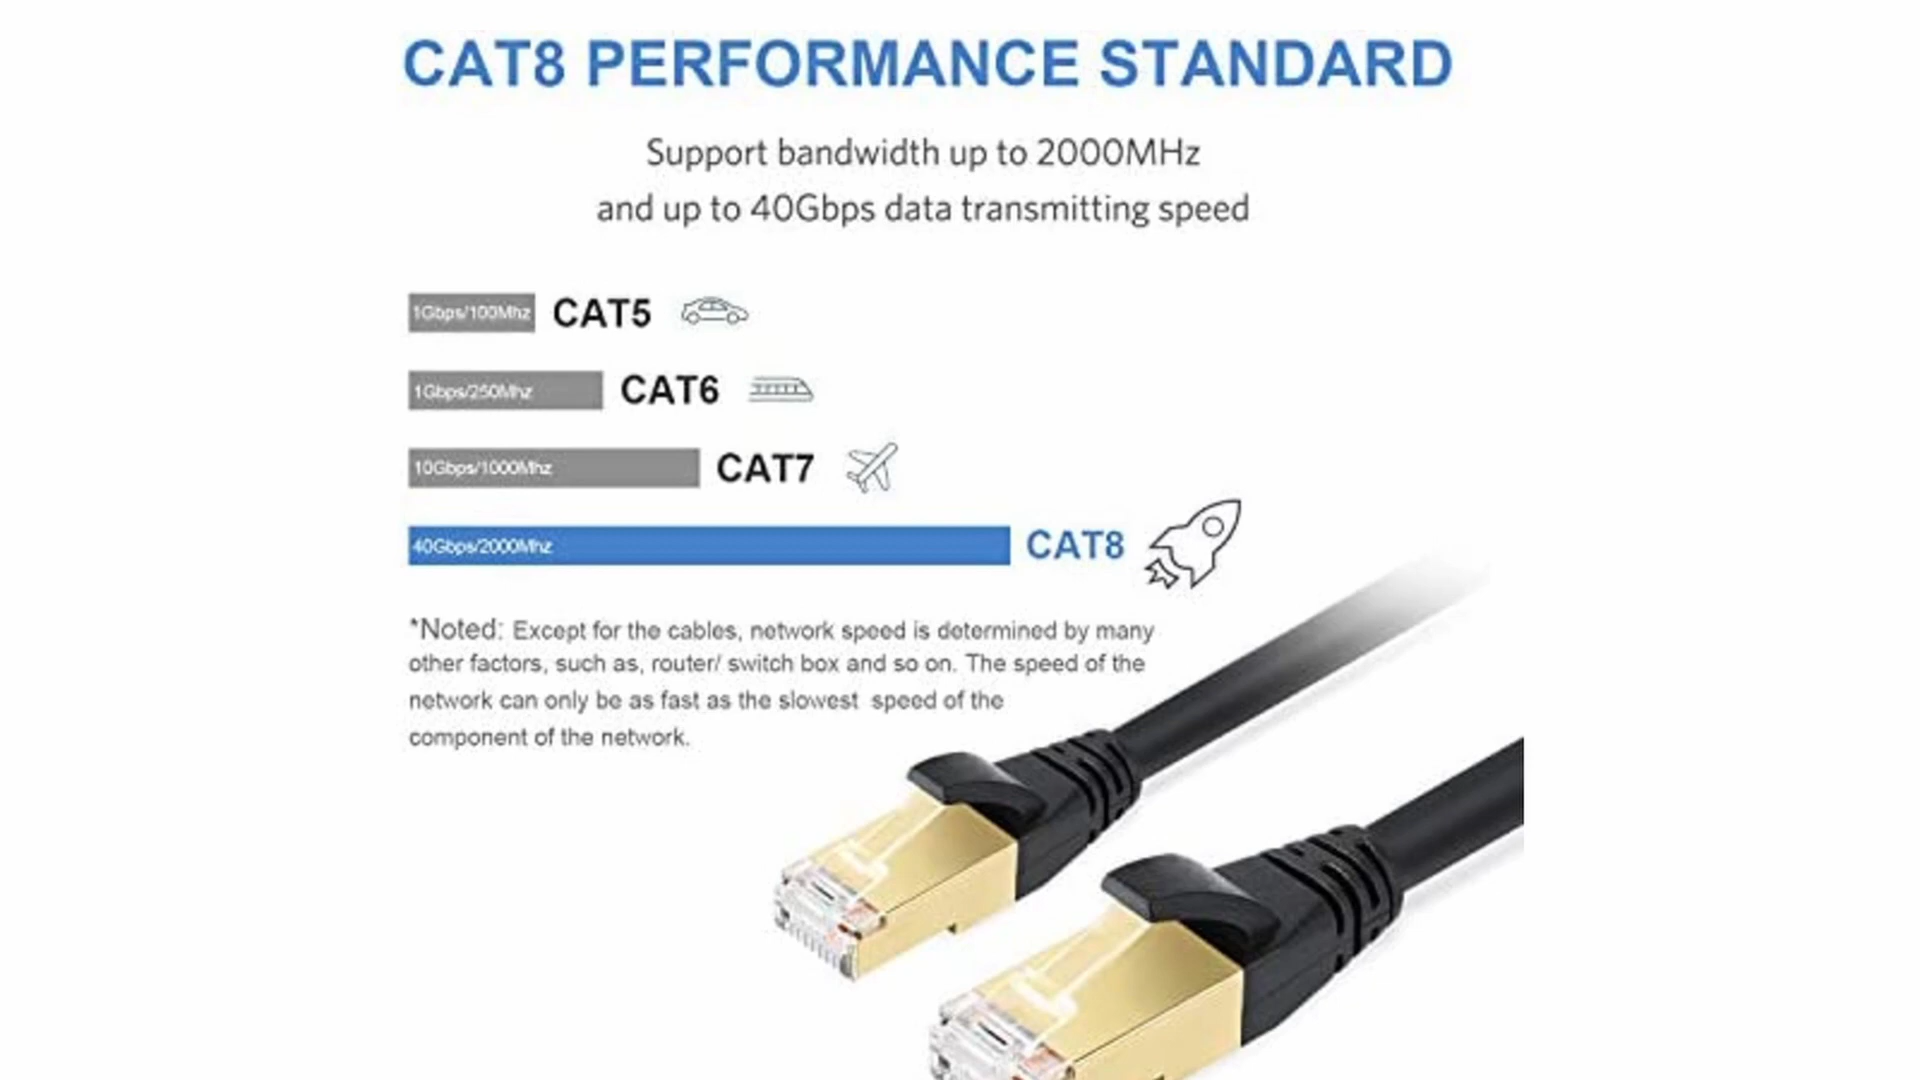 CAT8 PERFORMANCE STANDARD
Support bandwidth up to 2000MHz
and up to 40Gbps data transmitting speed
1Gbps/100Mhz CAT5
1Gbps/250Mhz CAT6
10Gbps/1000Mhz CAT7
40Gbps/2000Mhz CAT8
*Noted: Except for the cables, network speed is determined by many
other factors, such as, router/ switch box and so on. The speed of the
network can only be as fast as the slowest speed of the
component of the network.